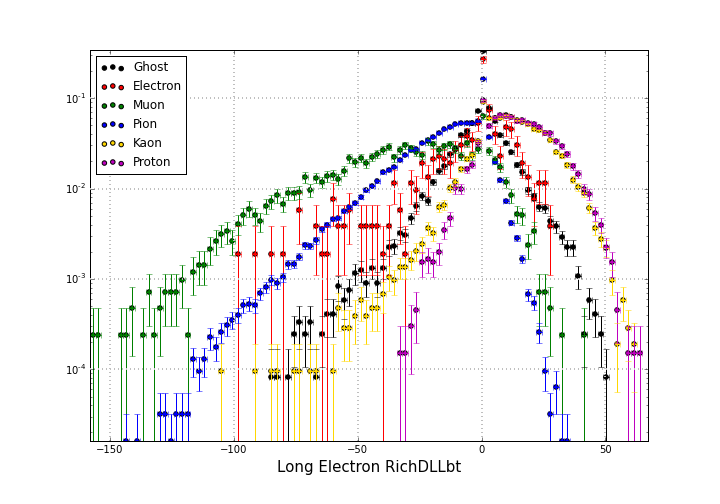 Ghost
Electron
Muon
Pion
Kaon
Proton
10^-1
10^-2
10^-3
10^-4
−150 −100 −50 0 50
Long Electron RichDLLbt